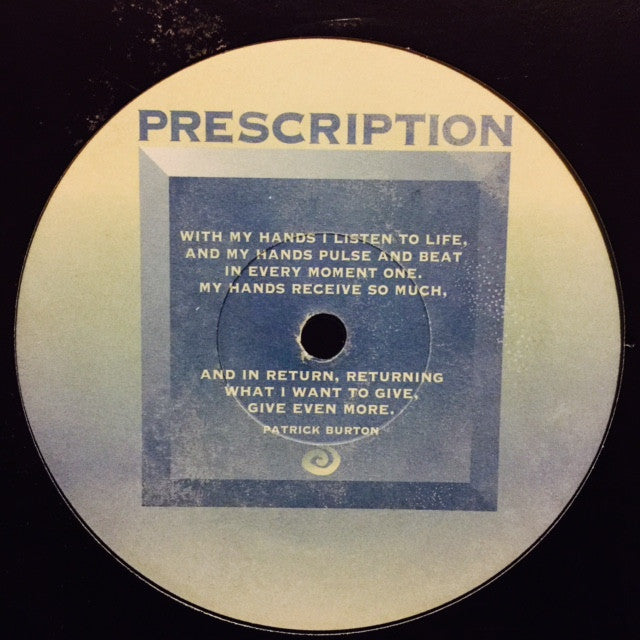 PRESCRIPTION
WITH MY HANDS I LISTEN TO LIFE,
AND MY HANDS PULSE AND BEAT
IN EVERY MOMENT ONE.
MY HANDS RECEIVE SO MUCH,
AND IN RETURN, RETURNING
WHAT I WANT TO GIVE,
GIVE EVEN MORE.
PATRICK BURTON